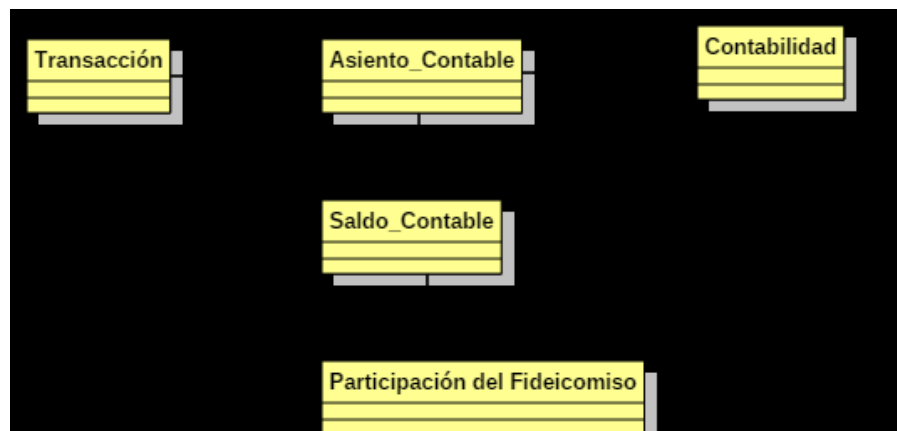 Transacción
Asiento_Contable
Contabilidad
Saldo_Contable
Participación del Fideicomiso